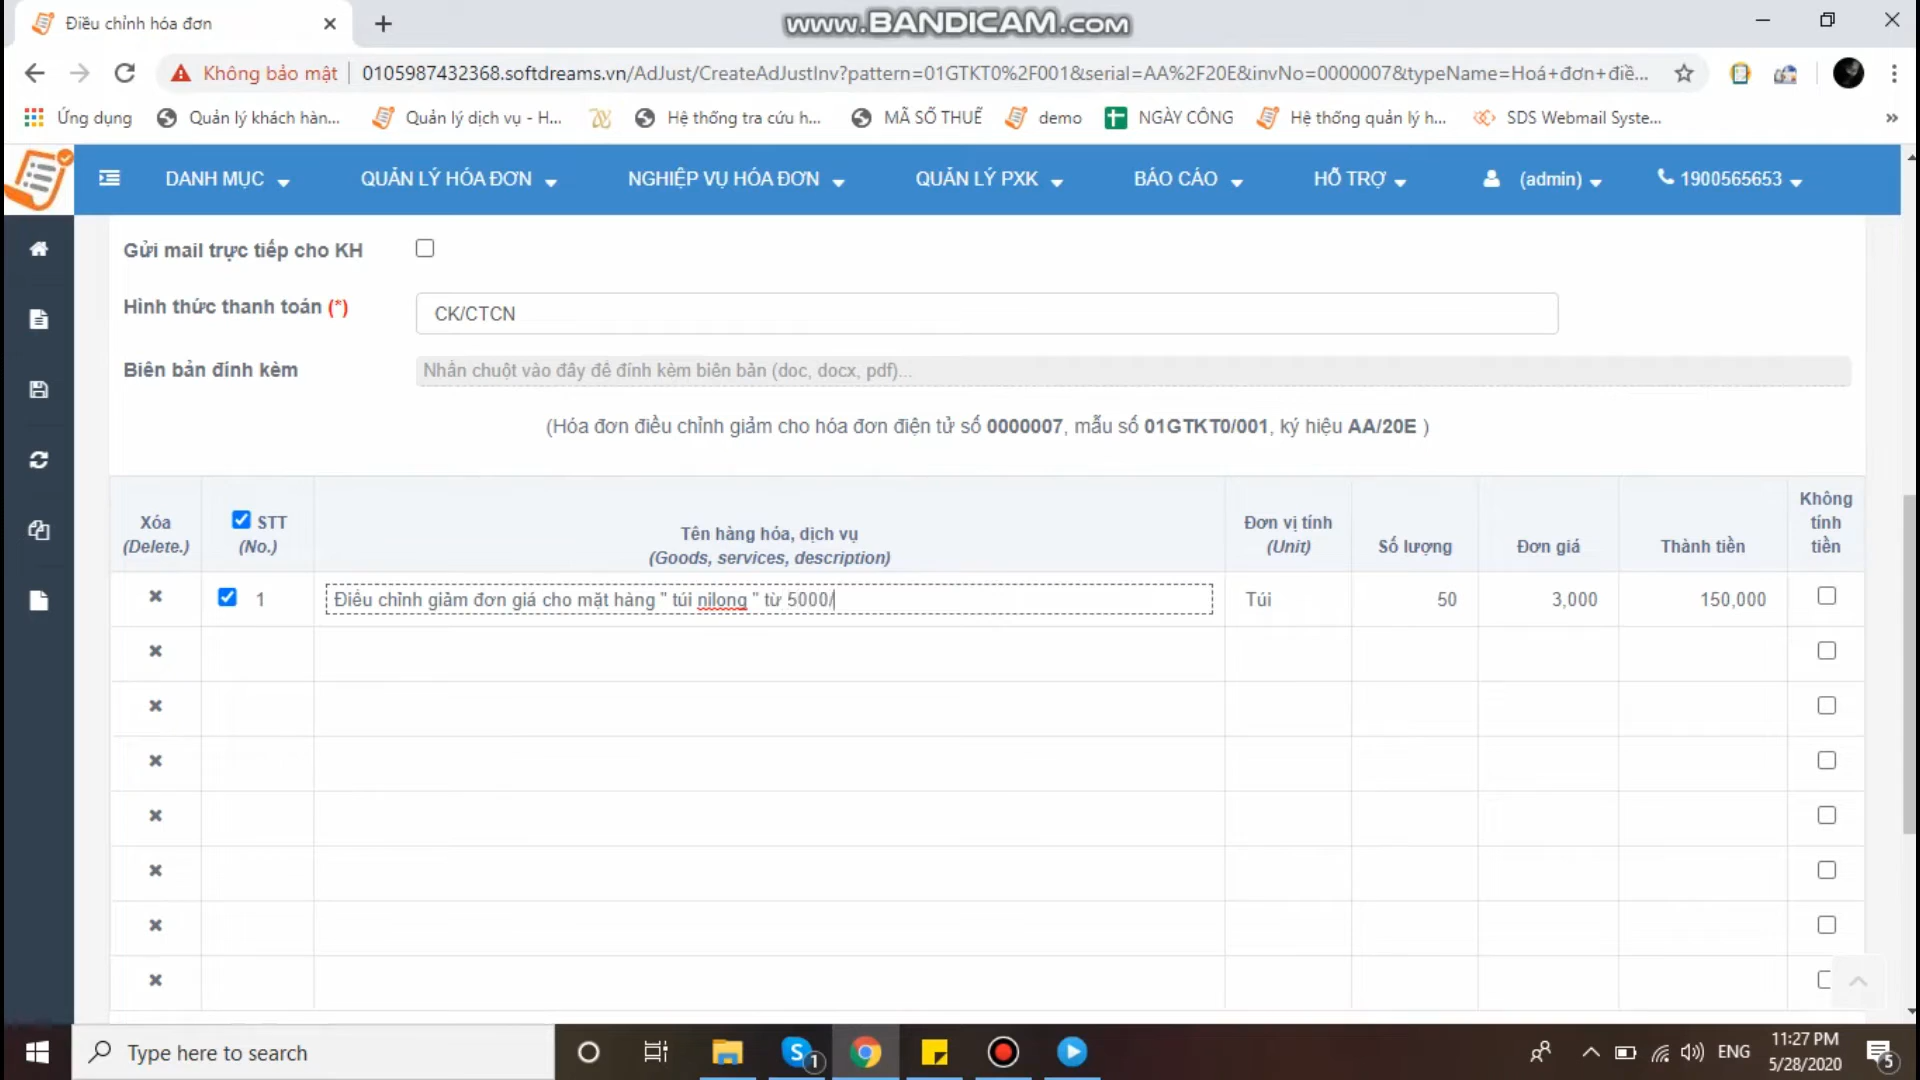 Điều chỉnh hóa đơn
www.BANDICAM.com
Không bảo mật
0105987432368.softdreams.vn/AdJust/CreateAdJustInv?pattern=01GTKT0%2F001&serial=AA%2F20E&invNo=0000007&typeName=Hoá+đơn+điề...
Ứng dụng
Quản lý khách hàn...
Quản lý dịch vụ - H...
Hệ thống tra cứu h...
MÃ SỐ THUẾ
demo
NGÀY CÔNG
Hệ thống quản lý h...
SDS Webmail Syste...
»
DANH MỤC
QUẢN LÝ HÓA ĐƠN
NGHIỆP VỤ HÓA ĐƠN
QUẢN LÝ PXK
BÁO CÁO
HỖ TRỢ
(admin)
1900565653
Gửi mail trực tiếp cho KH
Hình thức thanh toán (*)
CK/CTCN
Biên bản đính kèm
Nhấn chuột vào đây để đính kèm biên bản (doc, docx, pdf)...
(Hóa đơn điều chỉnh giảm cho hóa đơn điện tử số 0000007, mẫu số 01GTKT0/001, ký hiệu AA/20E )
Xóa
(Delete.)
STT
(No.)
Tên hàng hóa, dịch vụ
(Goods, services, description)
Đơn vị tính
(Unit)
Số lượng
Đơn giá
Thành tiền
Không
tính
tiền
1
Điều chỉnh giảm đơn giá cho mặt hàng " túi nilong " từ 5000/
Túi
50
3,000
150,000
Type here to search
S
1
ENG
11:27 PM
5/28/2020
5